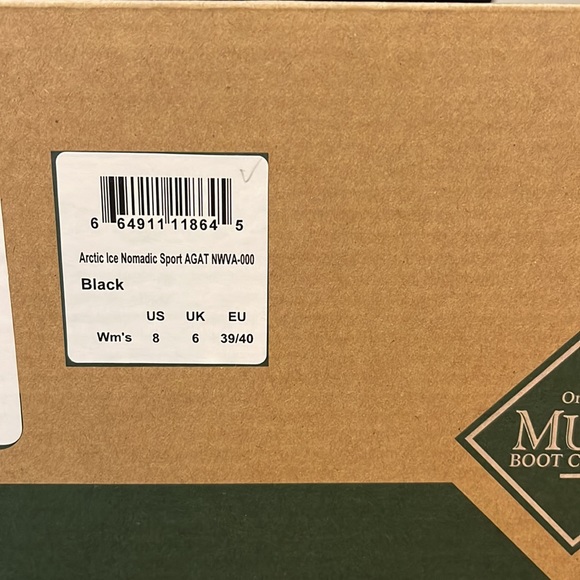 6 64911 11864 5
Arctic Ice Nomadic Sport AGAT NWVA-000
Black
US UK EU
Wm's 8 6 39/40
BOOT